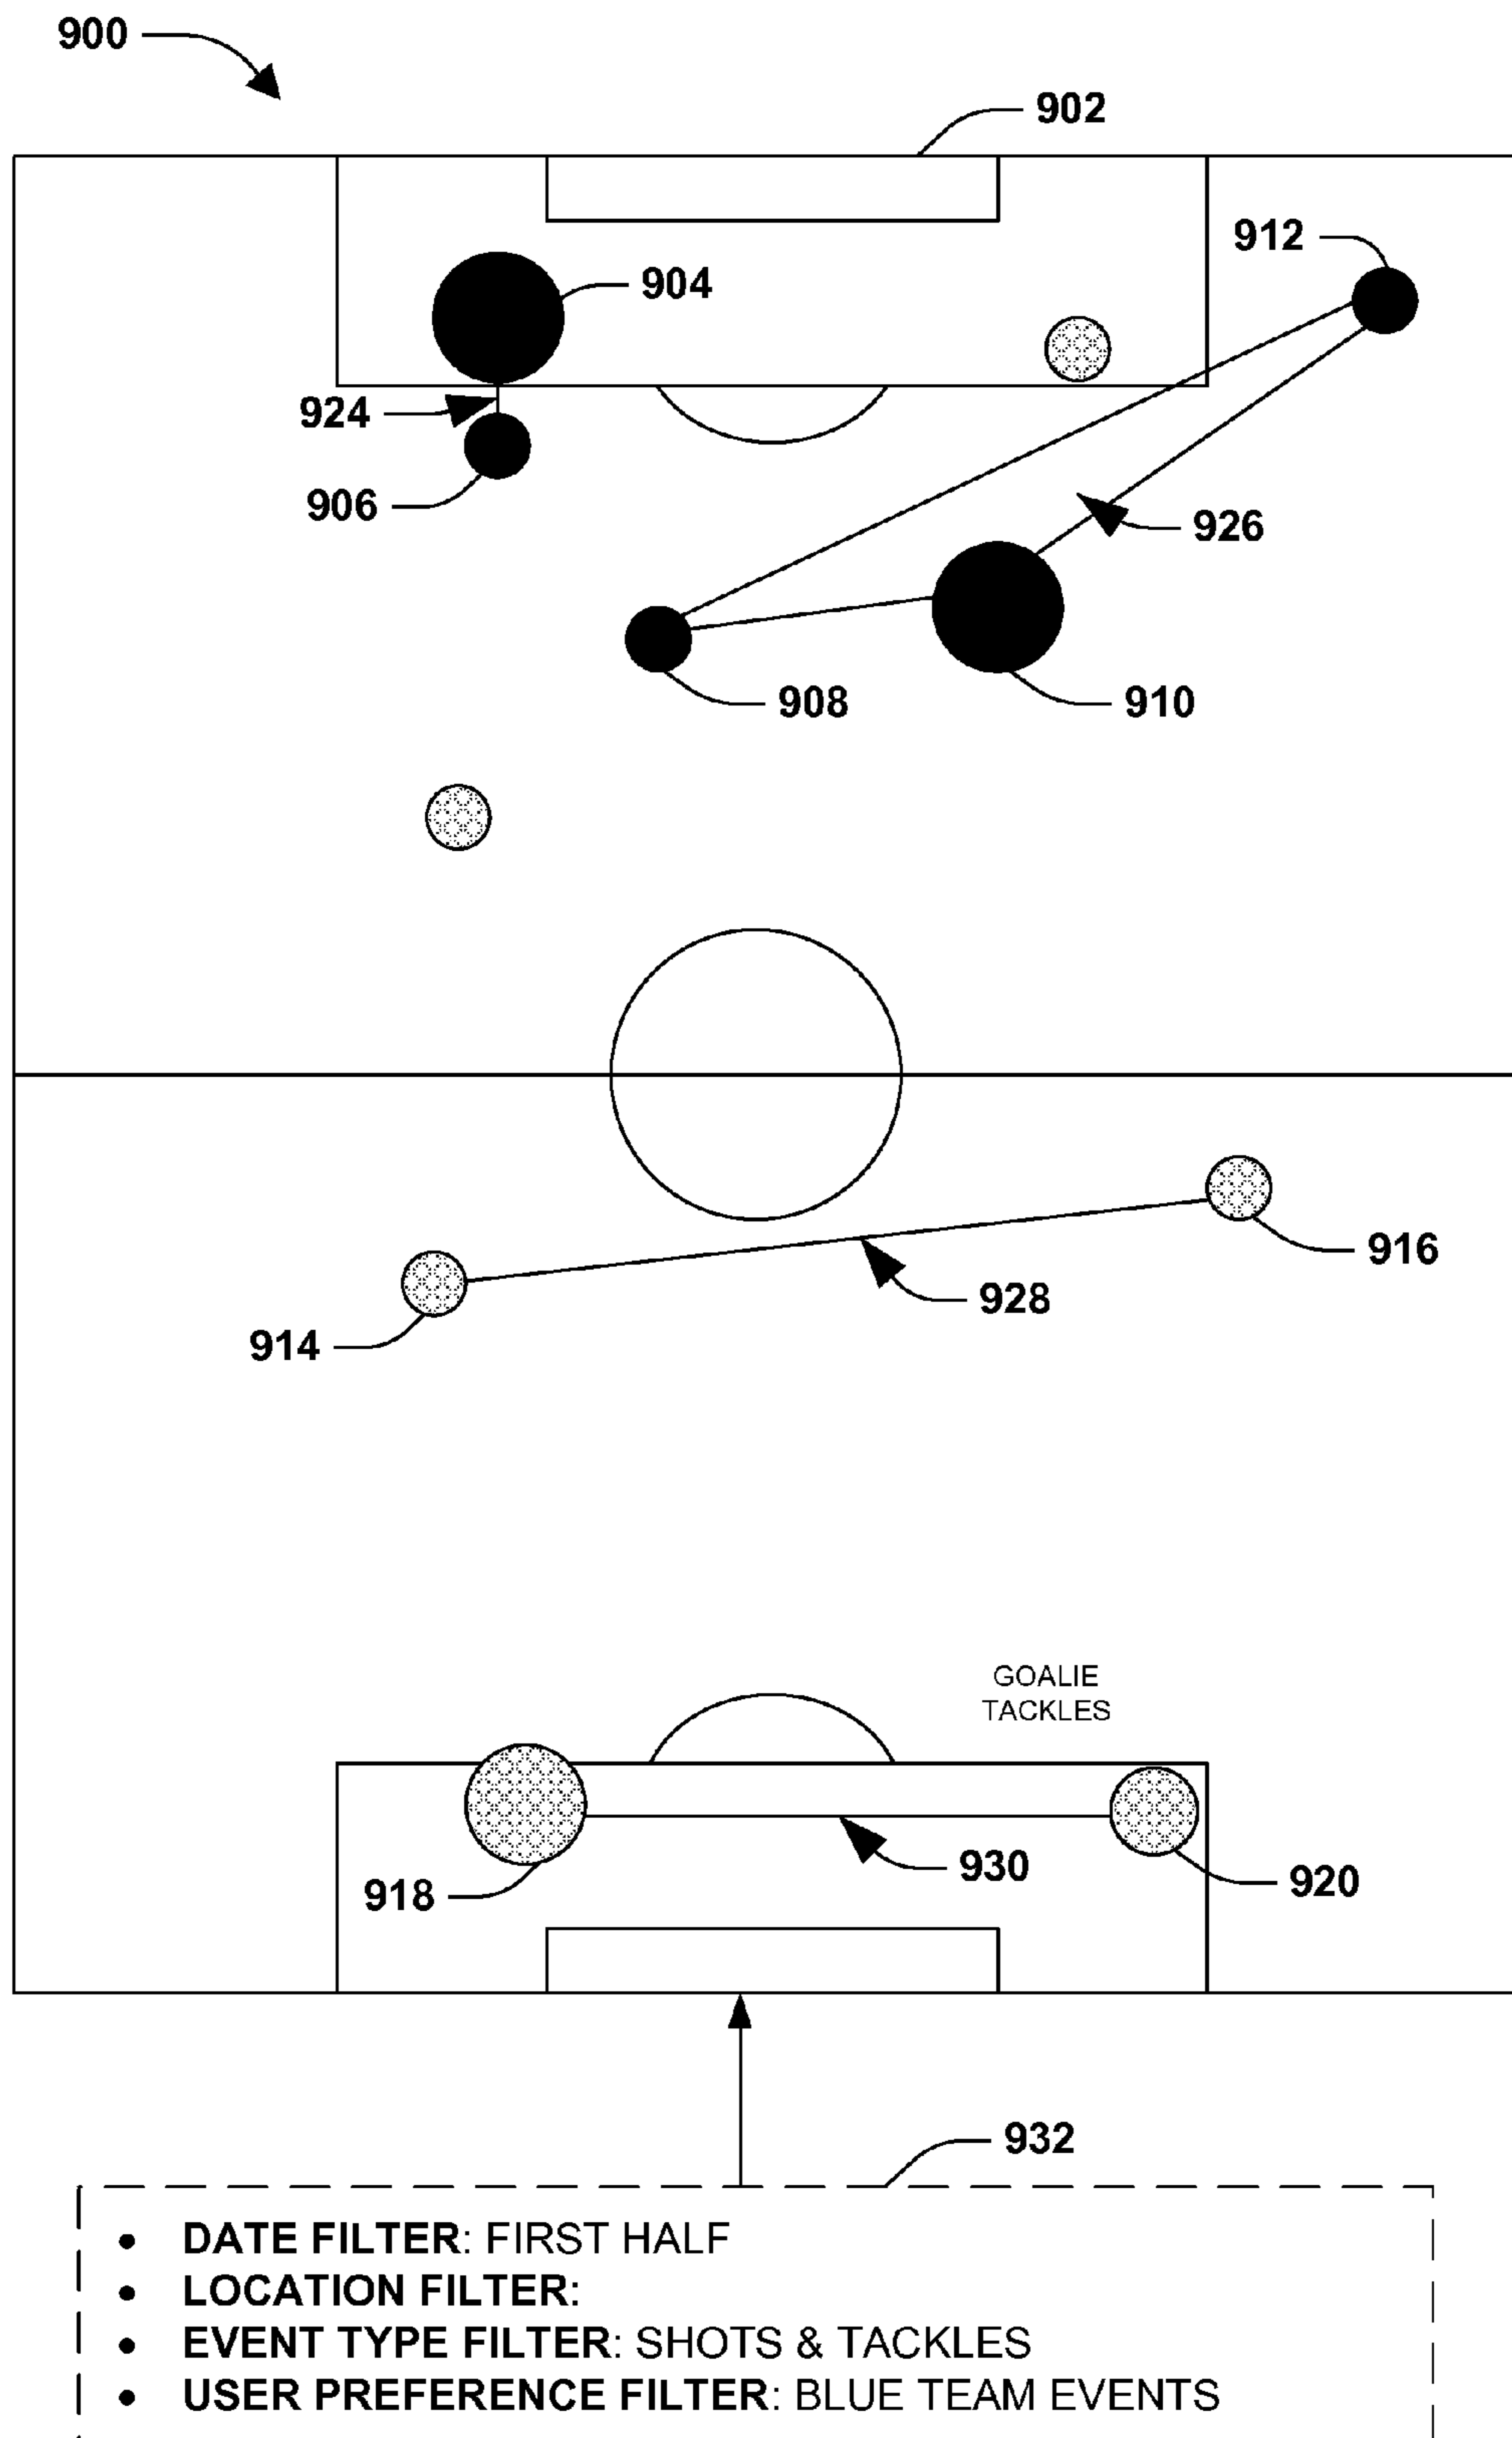 900
902
912
904
924
906
926
908
910
916
928
914
GOALIE
TACKLES
930
918
920
932
• DATE FILTER: FIRST HALF
• LOCATION FILTER:
• EVENT TYPE FILTER: SHOTS & TACKLES
• USER PREFERENCE FILTER: BLUE TEAM EVENTS